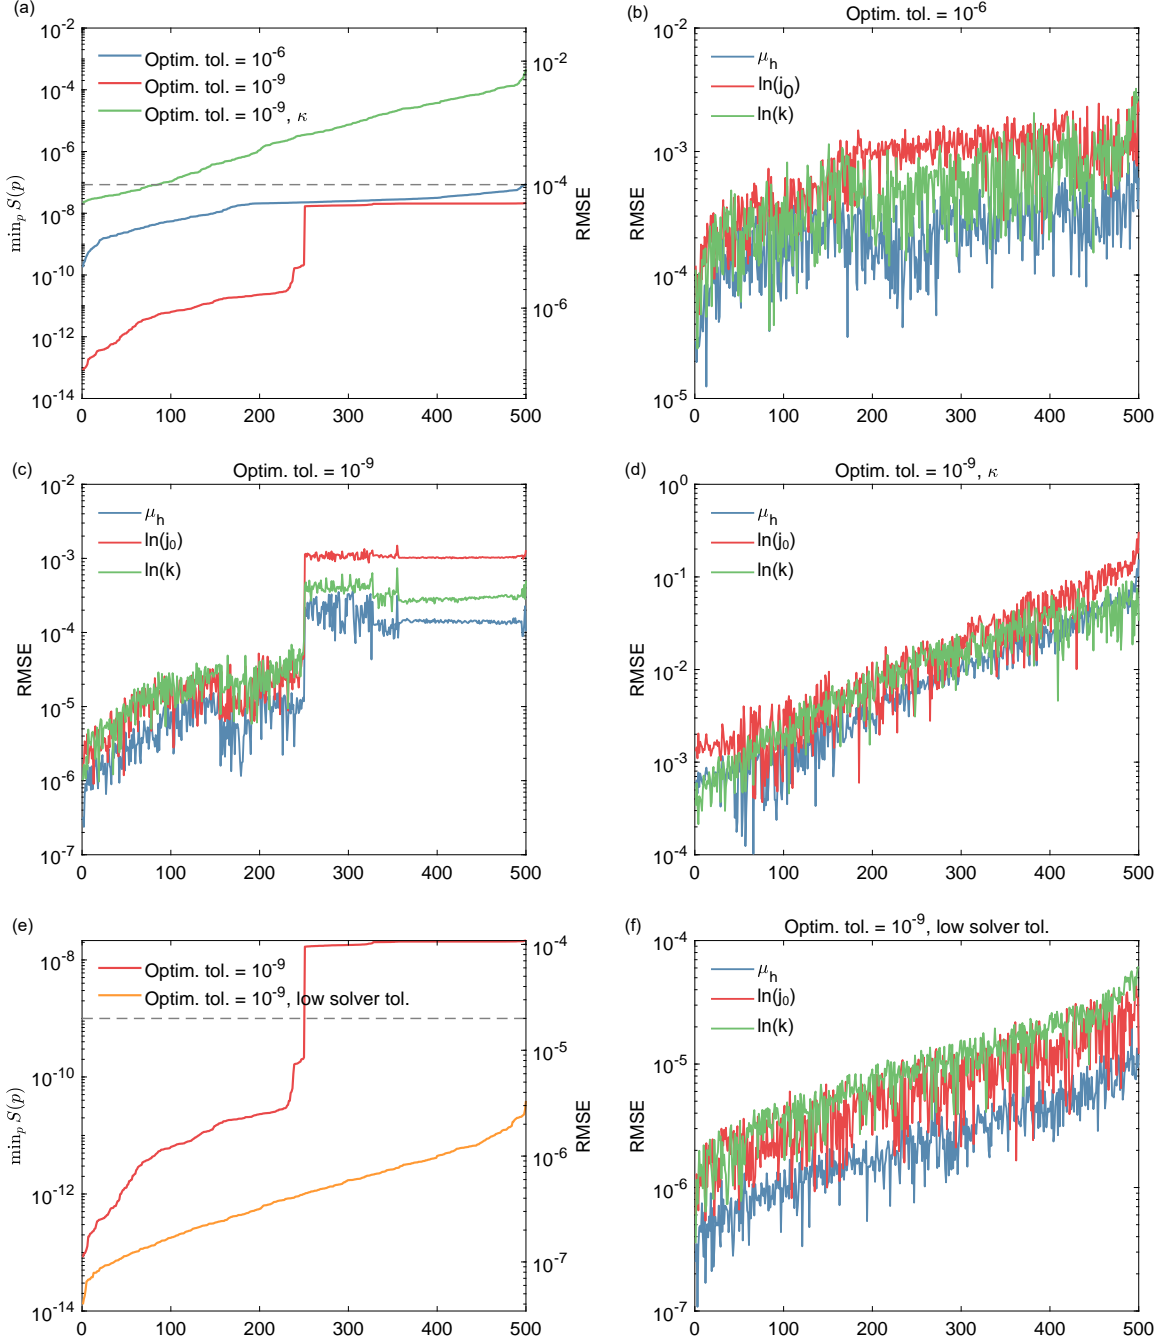 (a)
10^-2
10^-4
10^-6
10^-8
10^-10
10^-12
10^-14
min_p S(p)
Optim. tol. = 10^-6
Optim. tol. = 10^-9
Optim. tol. = 10^-9, κ
10^-2
10^-4
10^-6
RMSE
0 100 200 300 400 500
(b)
Optim. tol. = 10^-6
10^-2
10^-3
10^-4
10^-5
RMSE
μ_h
ln(j_0)
ln(k)
0 100 200 300 400 500
(c)
Optim. tol. = 10^-9
10^-2
10^-3
10^-4
10^-5
10^-6
10^-7
RMSE
μ_h
ln(j_0)
ln(k)
0 100 200 300 400 500
(d)
Optim. tol. = 10^-9, κ
10^0
10^-1
10^-2
10^-3
10^-4
RMSE
μ_h
ln(j_0)
ln(k)
0 100 200 300 400 500
(e)
10^-8
10^-10
10^-12
10^-14
min_p S(p)
Optim. tol. = 10^-9
Optim. tol. = 10^-9, low solver tol.
10^-4
10^-5
10^-6
10^-7
RMSE
0 100 200 300 400 500
(f)
Optim. tol. = 10^-9, low solver tol.
10^-4
10^-5
10^-6
10^-7
RMSE
μ_h
ln(j_0)
ln(k)
0 100 200 300 400 500